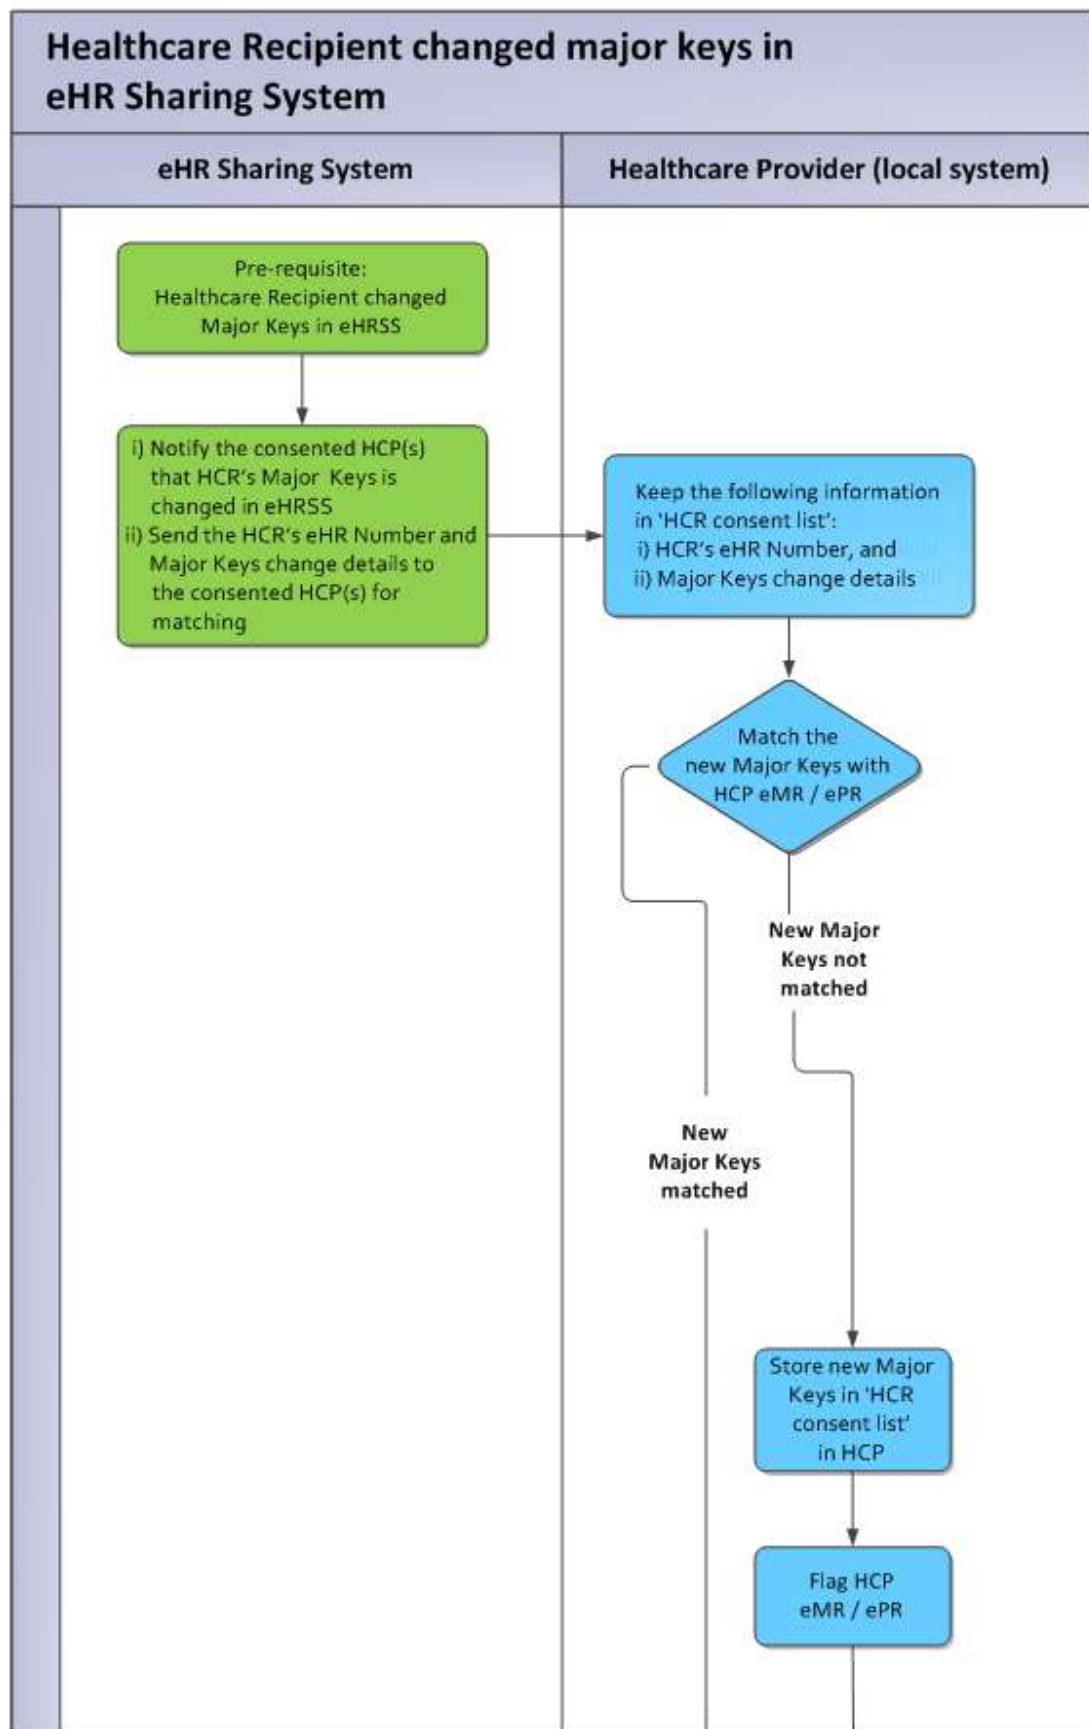 Healthcare Recipient changed major keys in
eHR Sharing System
eHR Sharing System
Healthcare Provider (local system)
Pre-requisite:
Healthcare Recipient changed
Major Keys in eHRSS
i) Notify the consented HCP(s)
that HCR's Major Keys is
changed in eHRSS
ii) Send the HCR's eHR Number and
Major Keys change details to
the consented HCP(s) for
matching
Keep the following information
in 'HCR consent list':
i) HCR's eHR Number, and
ii) Major Keys change details
Match the
new Major Keys with
HCP eMR / ePR
New Major
Keys not
matched
New
Major Keys
matched
Store new Major
Keys in 'HCR
consent list'
in HCP
Flag HCP
eMR / ePR